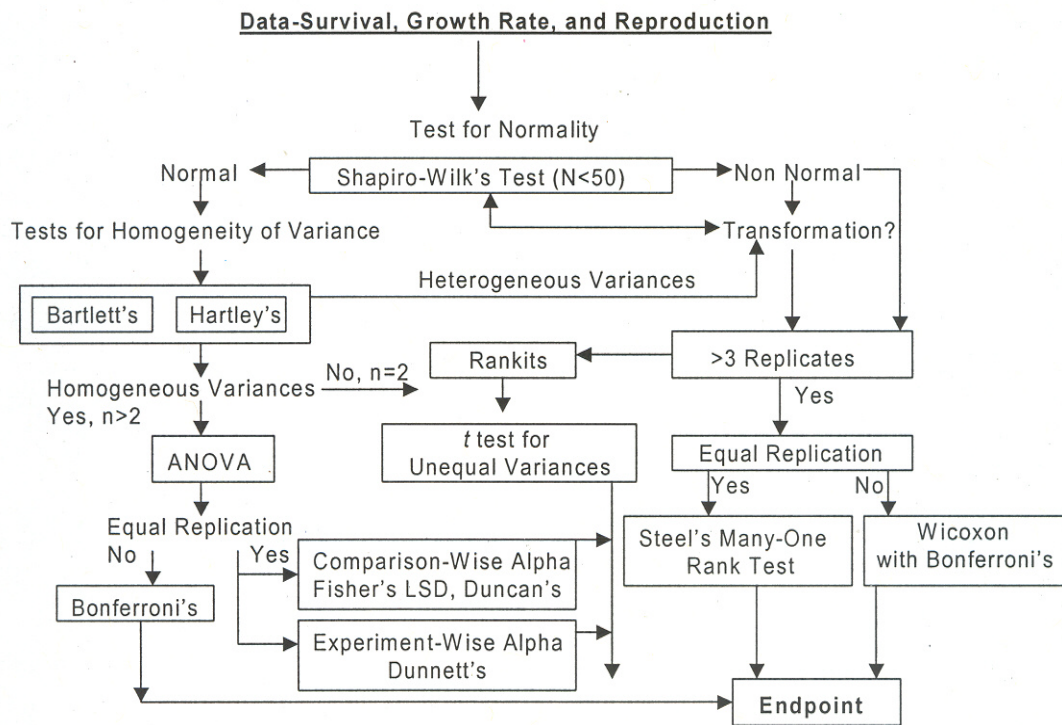 Data-Survival, Growth Rate, and Reproduction
Test for Normality
Normal
Shapiro-Wilk's Test (N<50)
Non Normal
Tests for Homogeneity of Variance
Transformation?
Heterogeneous Variances
Bartlett's
Hartley's
Rankits
>3 Replicates
Homogeneous Variances
No, n=2
Yes, n>2
Yes
t test for
Unequal Variances
Equal Replication
ANOVA
Yes
No
Equal Replication
No
Yes
Comparison-Wise Alpha
Fisher's LSD, Duncan's
Steel's Many-One
Rank Test
Wicoxon
with Bonferroni's
Bonferroni's
Experiment-Wise Alpha
Dunnett's
Endpoint